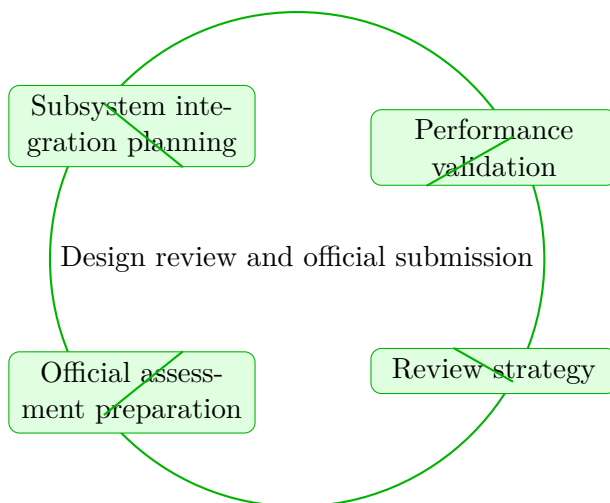 Subsystem inte-
gration planning
Performance
validation
Design review and official submission
Official assess-
ment preparation
Review strategy